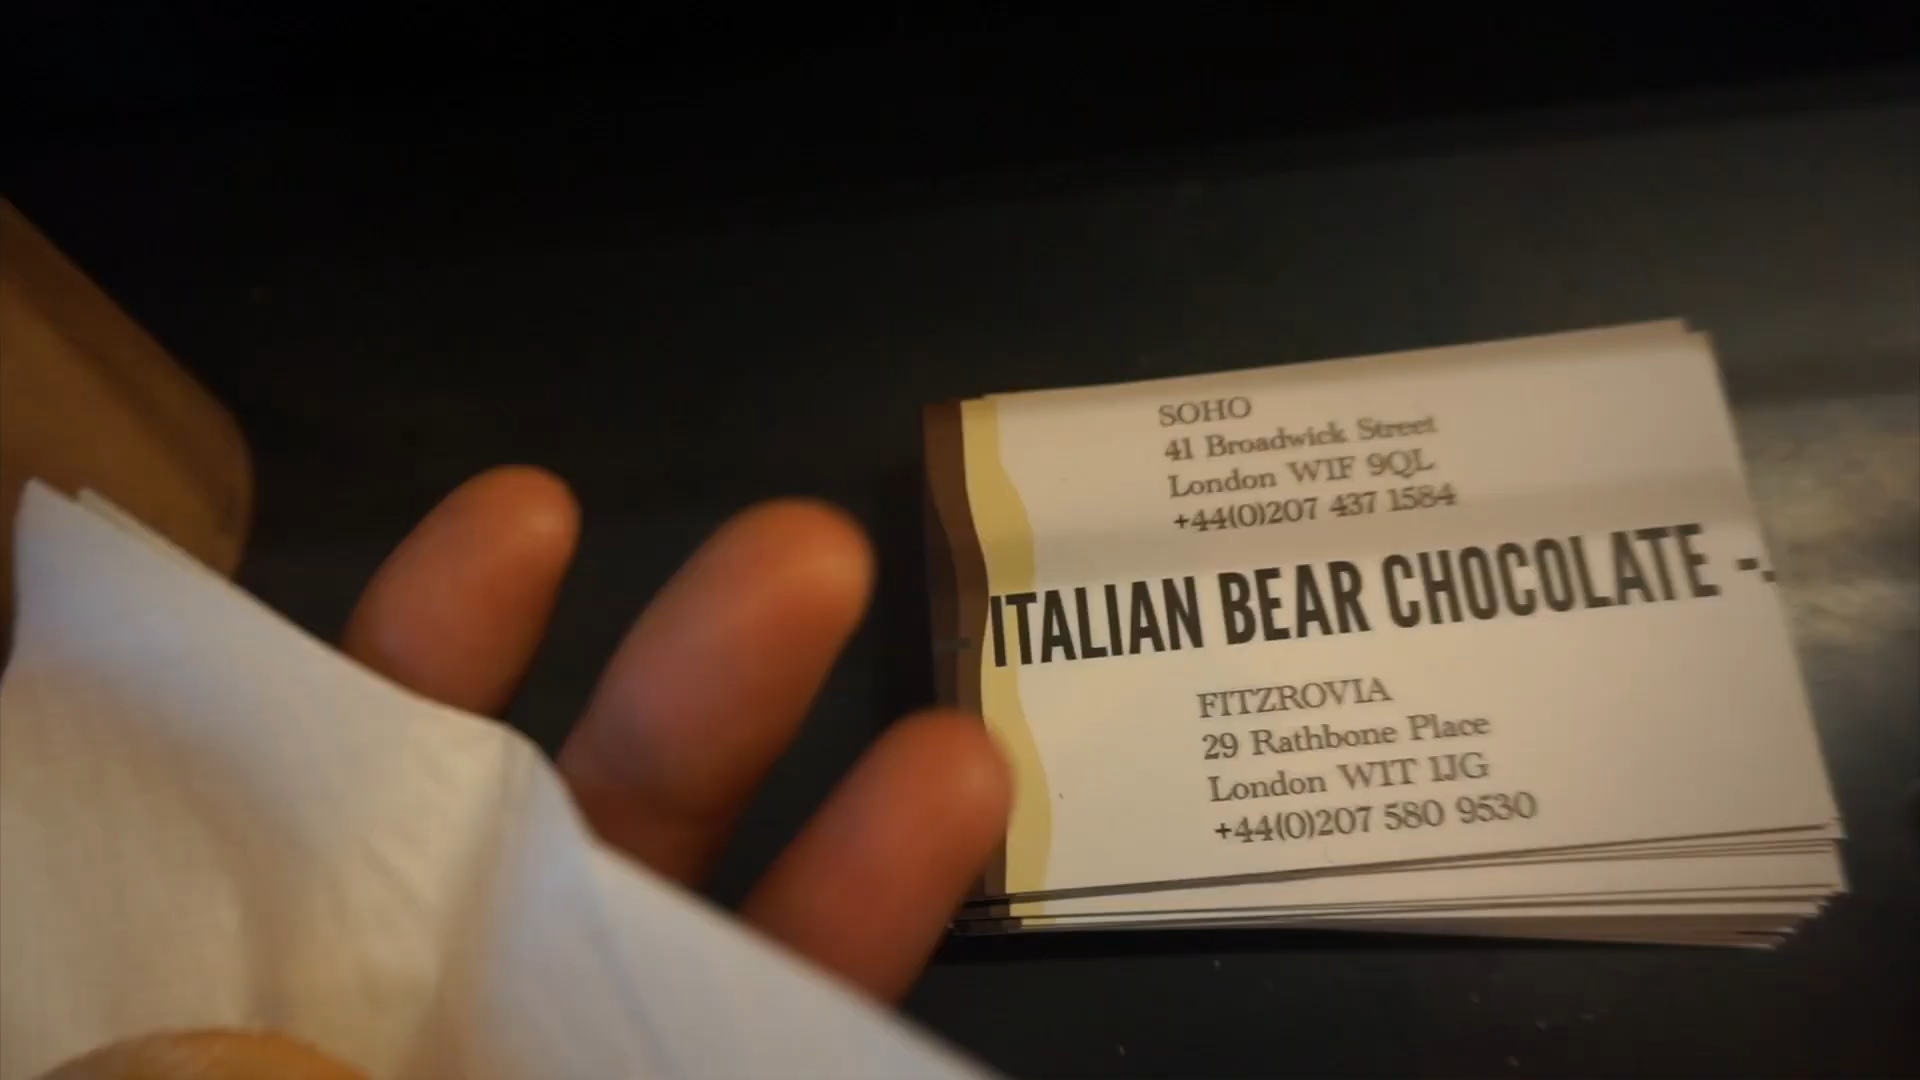 SOHO
41 Broadwick Street
London W1F 9QL
+44(0)207 437 1584
ITALIAN BEAR CHOCOLATE -.
FITZROVIA
29 Rathbone Place
London W1T 1JG
+44(0)207 580 9530